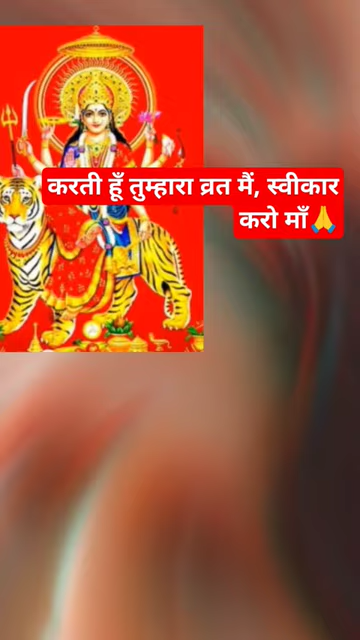 करती हूँ तुम्हारा व्रत मैं, स्वीकार
करो माँ🙏